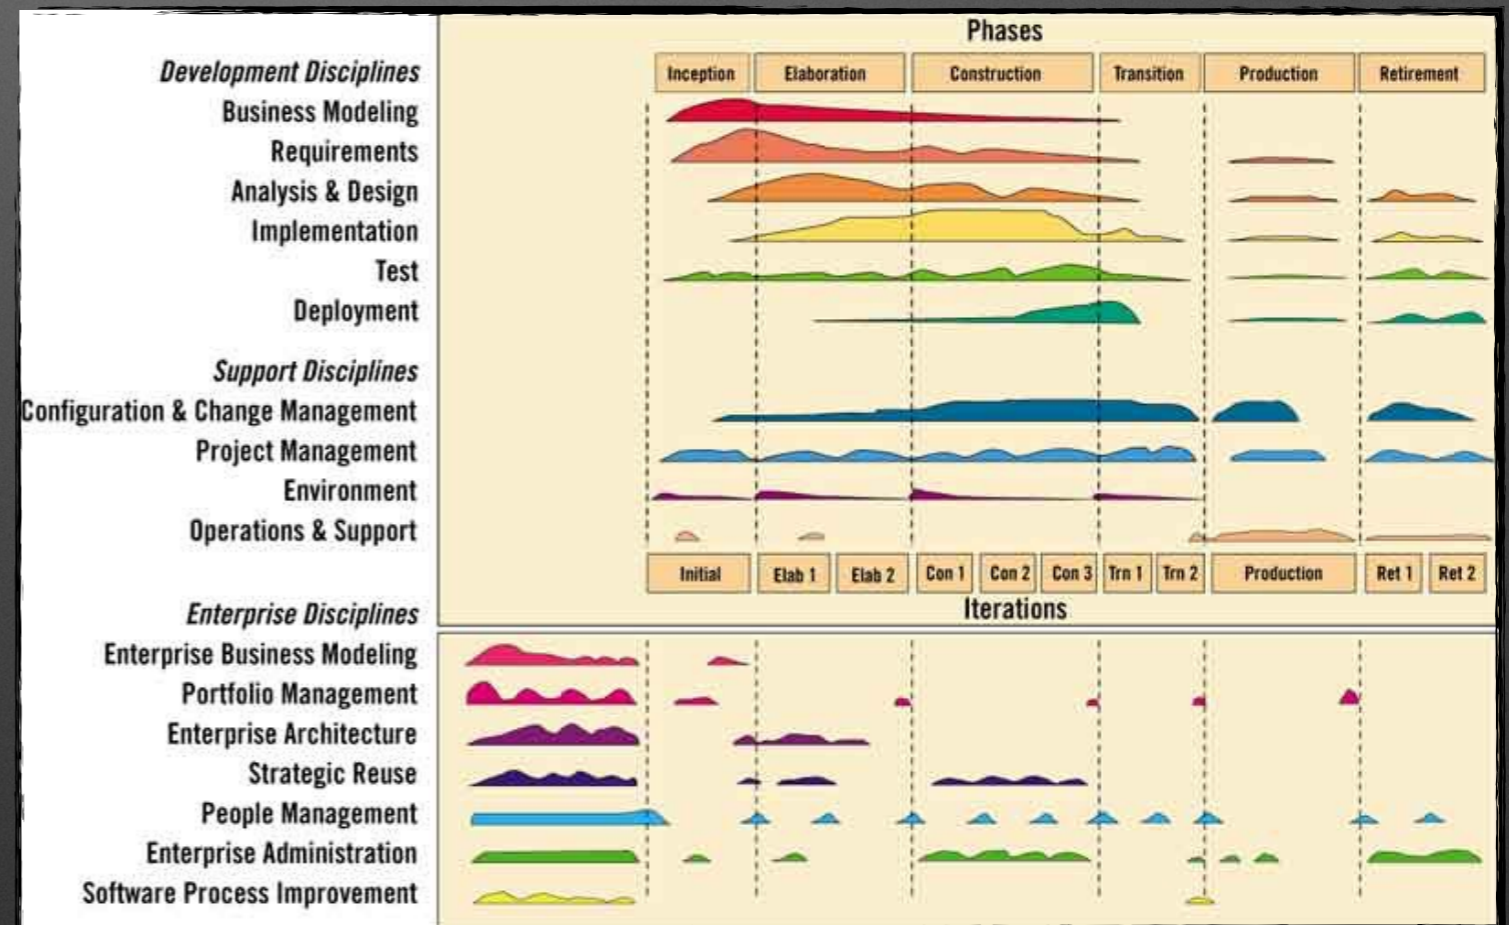 Phases
Development Disciplines
Inception Elaboration Construction Transition Production Retirement
Business Modeling
Requirements
Analysis & Design
Implementation
Test
Deployment
Support Disciplines
Configuration & Change Management
Project Management
Environment
Operations & Support
Initial Elab 1 Elab 2 Con 1 Con 2 Con 3 Trn 1 Trn 2 Production Ret 1 Ret 2
Iterations
Enterprise Disciplines
Enterprise Business Modeling
Portfolio Management
Enterprise Architecture
Strategic Reuse
People Management
Enterprise Administration
Software Process Improvement